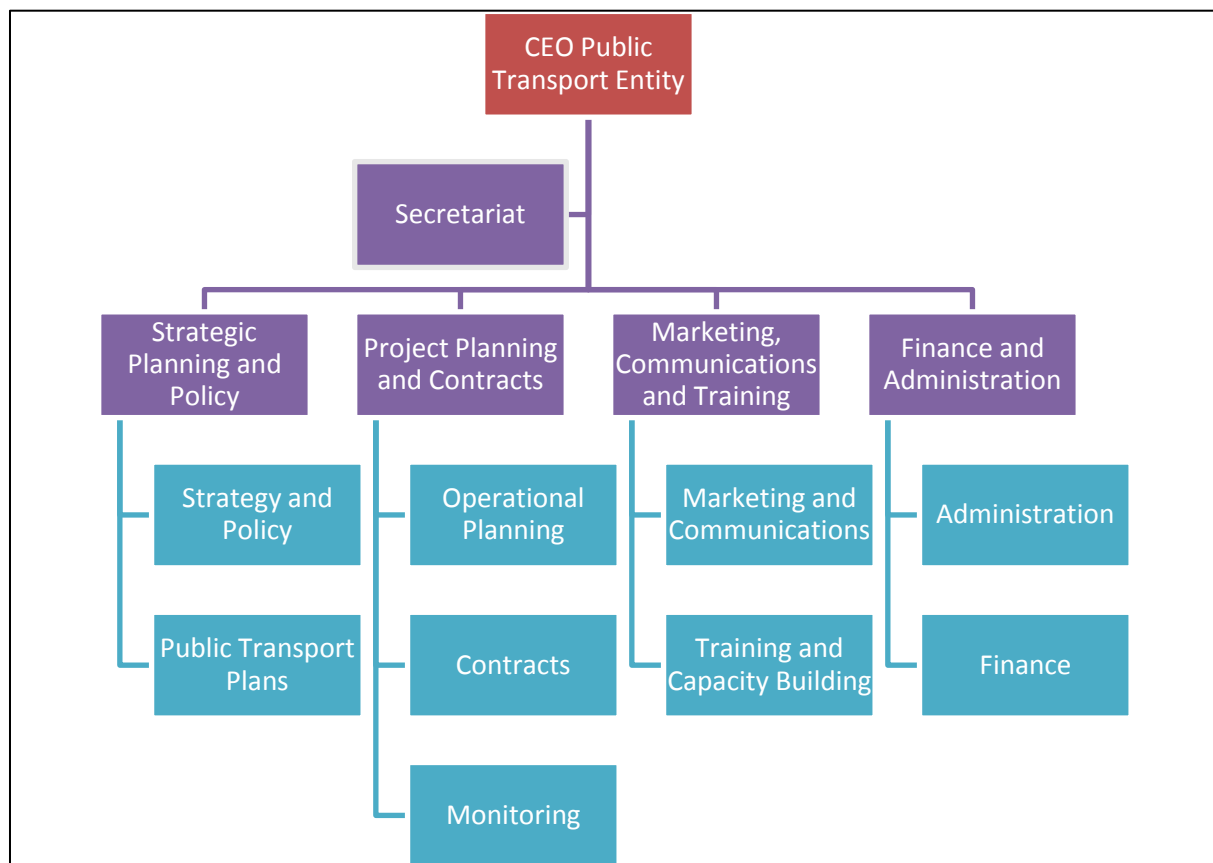 CEO Public
Transport Entity
Secretariat
Strategic
Planning and
Policy
Project Planning
and Contracts
Marketing,
Communications
and Training
Finance and
Administration
Strategy and
Policy
Operational
Planning
Marketing and
Communications
Administration
Public Transport
Plans
Contracts
Training and
Capacity Building
Finance
Monitoring